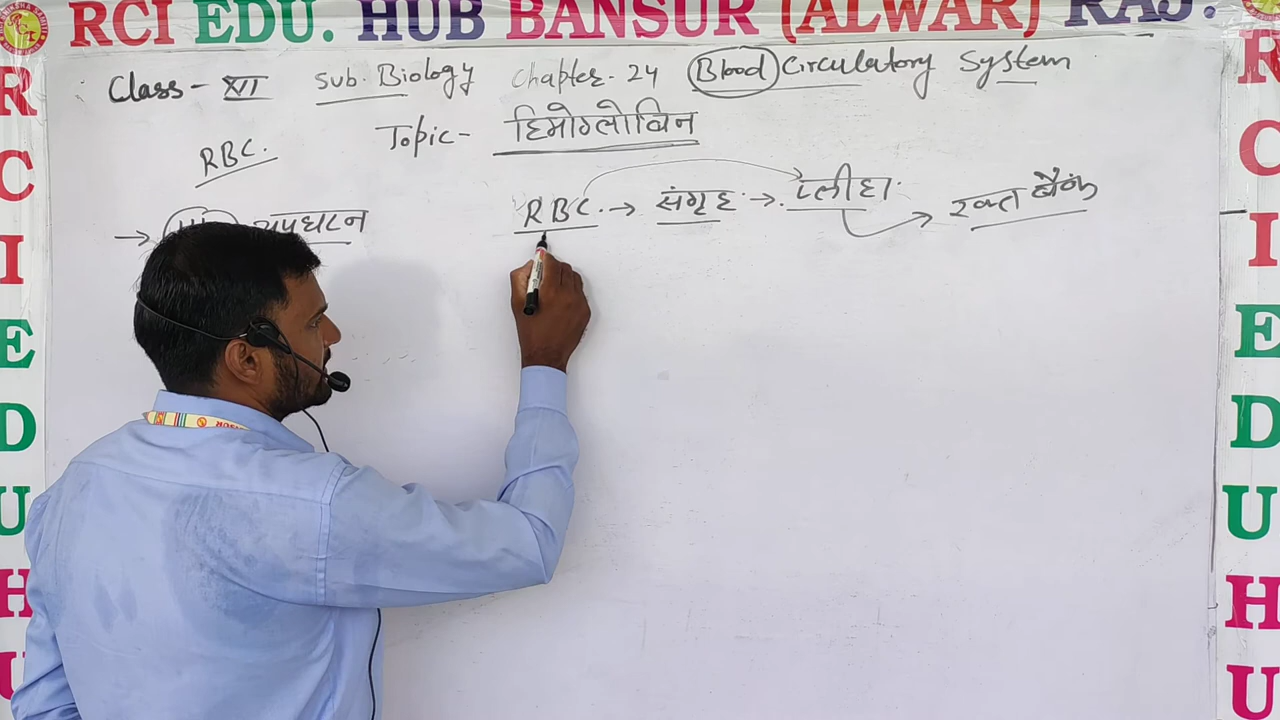 RCI EDU. HUB BANSUR (ALWAR) RAJ.
Class - XII Sub. Biology Chapter - 24 Blood Circulatory System
Topic - हिमोग्लोबिन
RBC.
RBC. → संग्रह → प्लीहा. → रक्त बैंक
→ अपघटन
R
C
I
E
D
U
H
U
R
C
I
E
D
U
H
U